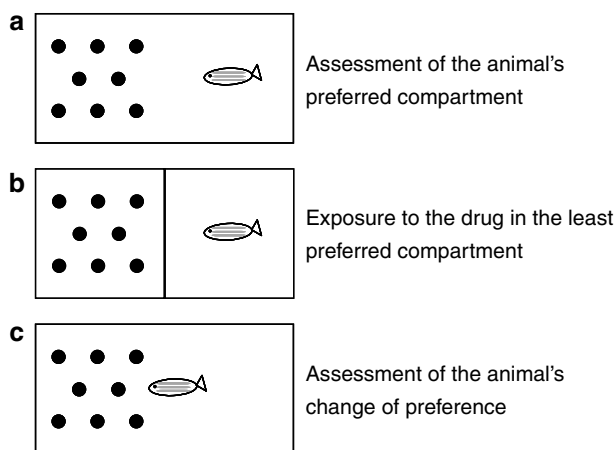 a
Assessment of the animal's
preferred compartment
b
Exposure to the drug in the least
preferred compartment
c
Assessment of the animal's
change of preference